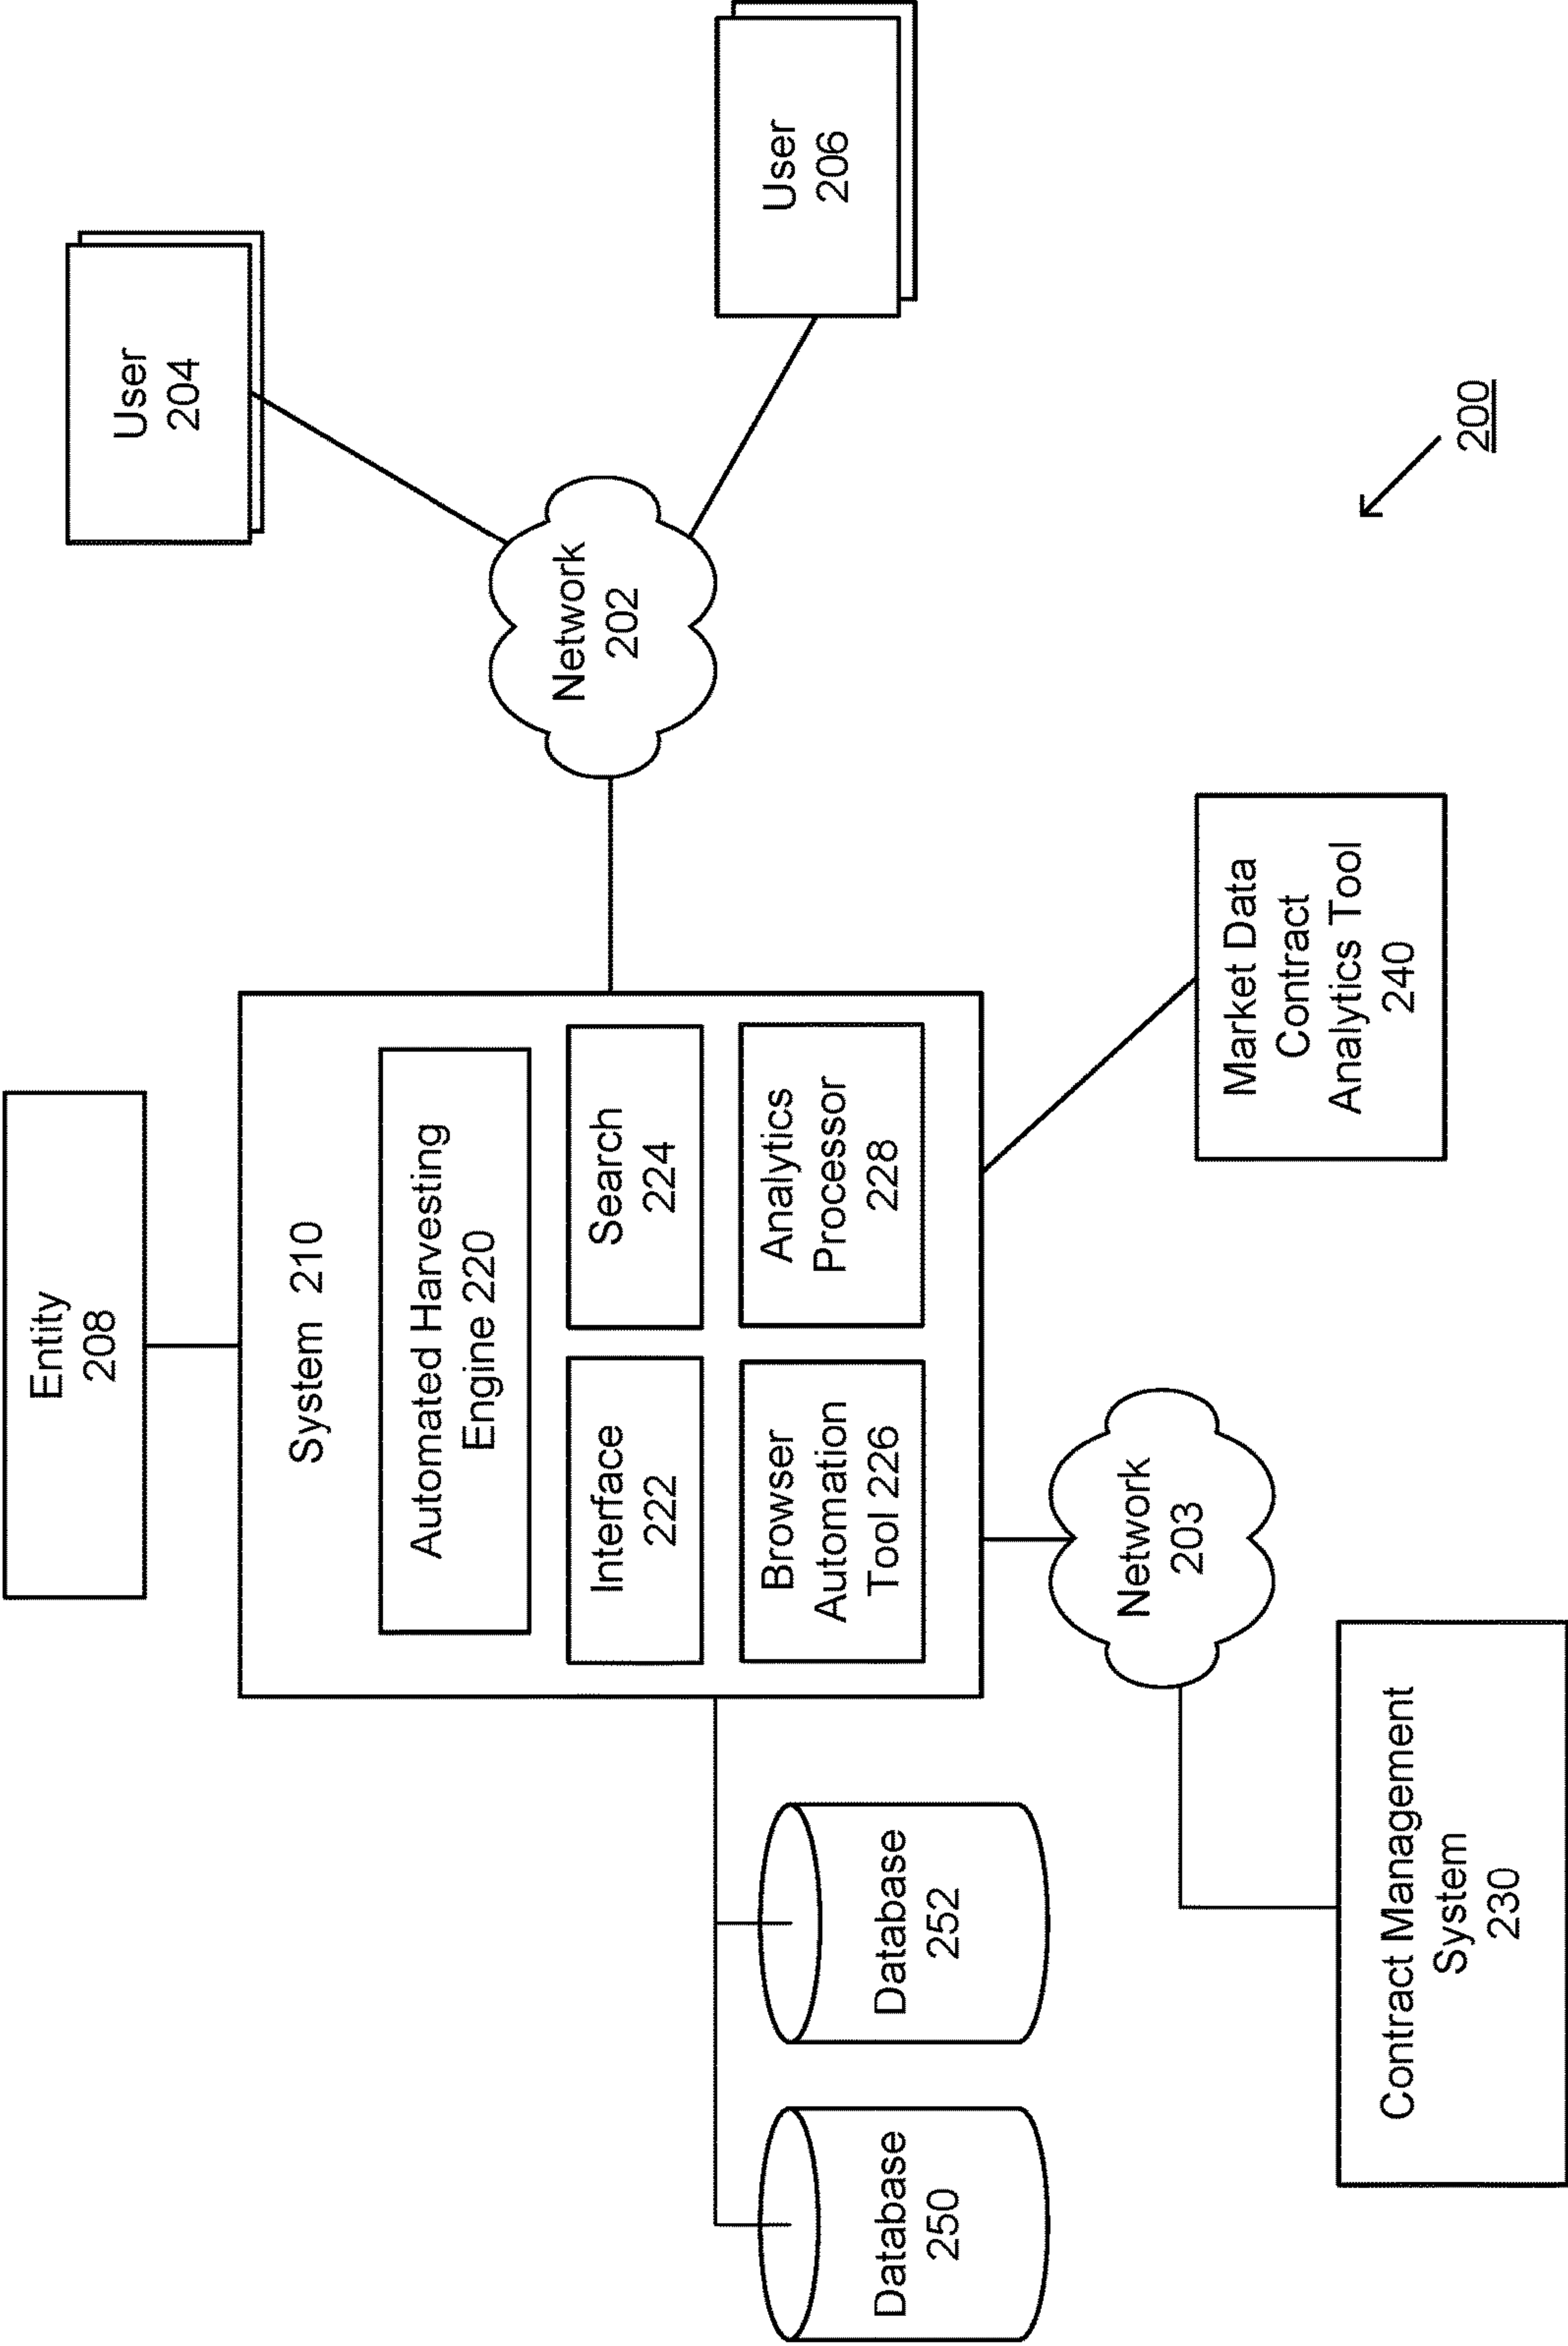 Entity
208
User
204
System 210
Automated Harvesting
Engine 220
Interface
222
Search
224
Browser
Automation
Tool 226
Analytics
Processor
228
Network
202
User
206
Database
250
Database
252
Network
203
Market Data
Contract
Analytics Tool
240
Contract Management
System
230
200